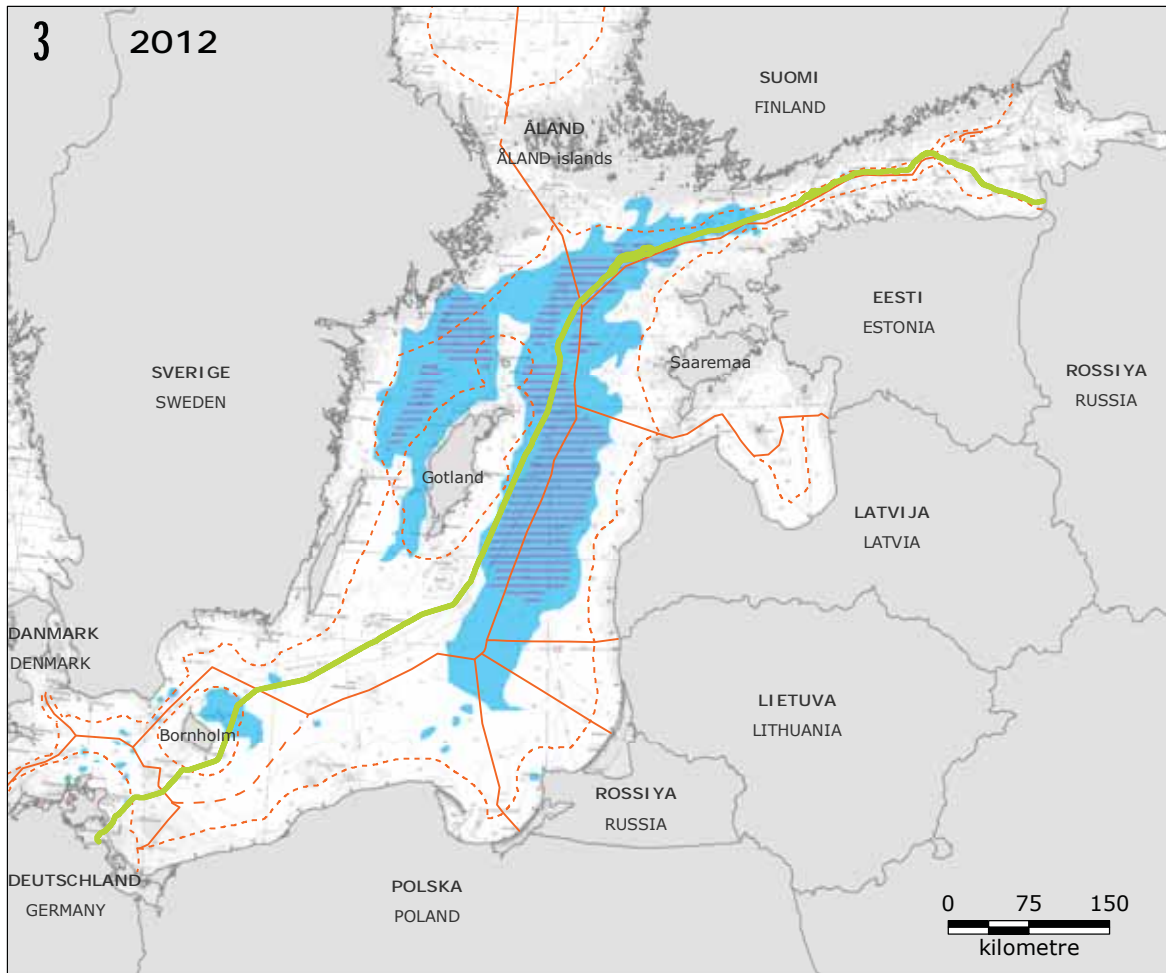 3 2012
SUOMI
FINLAND
ÅLAND
ÅLAND islands
EESTI
ESTONIA
SVERIGE
SWEDEN
Saaremaa
ROSSIYA
RUSSIA
Gotland
LATVIJA
LATVIA
DANMARK
DENMARK
LIETUVA
LITHUANIA
Bornholm
ROSSIYA
RUSSIA
DEUTSCHLAND
GERMANY
POLSKA
POLAND
0 75 150
kilometre